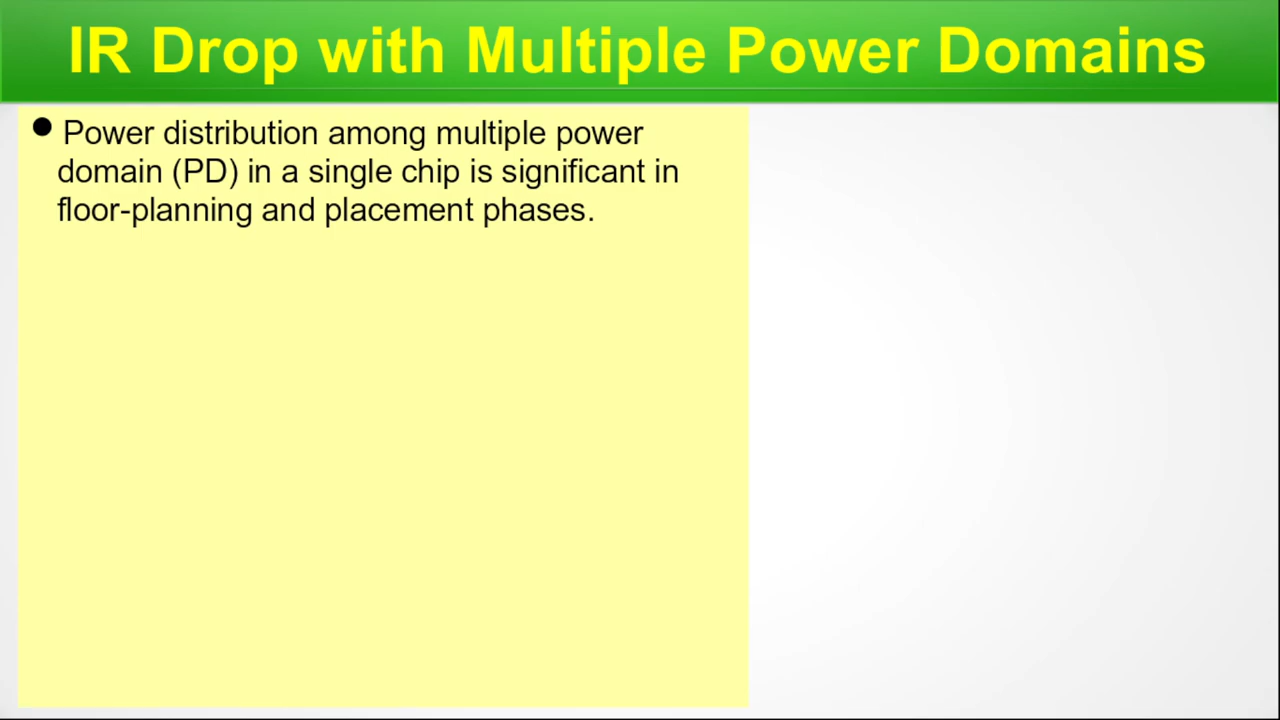 IR Drop with Multiple Power Domains
● Power distribution among multiple power
domain (PD) in a single chip is significant in
floor-planning and placement phases.